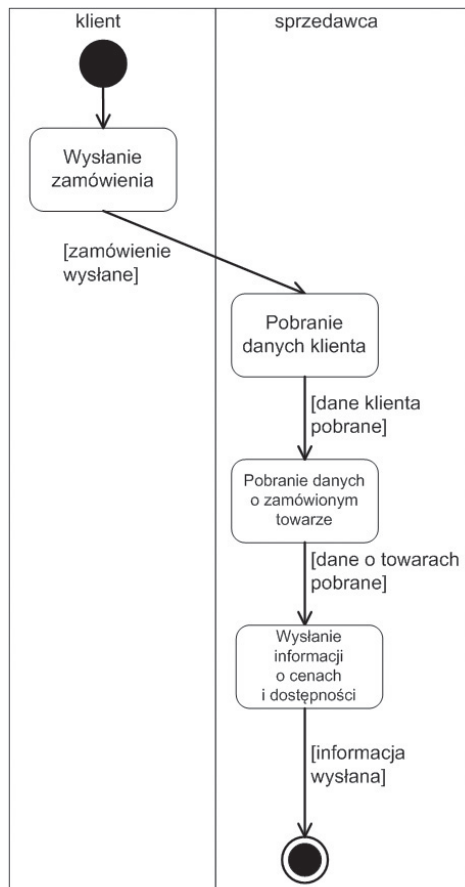 klient
sprzedawca
Wysłanie
zamówienia
[zamówienie
wysłane]
Pobranie
danych klienta
[dane klienta
pobrane]
Pobranie danych
o zamówionym
towarze
[dane o towarach
pobrane]
Wysłanie
informacji
o cenach
i dostępności
[informacja
wysłana]